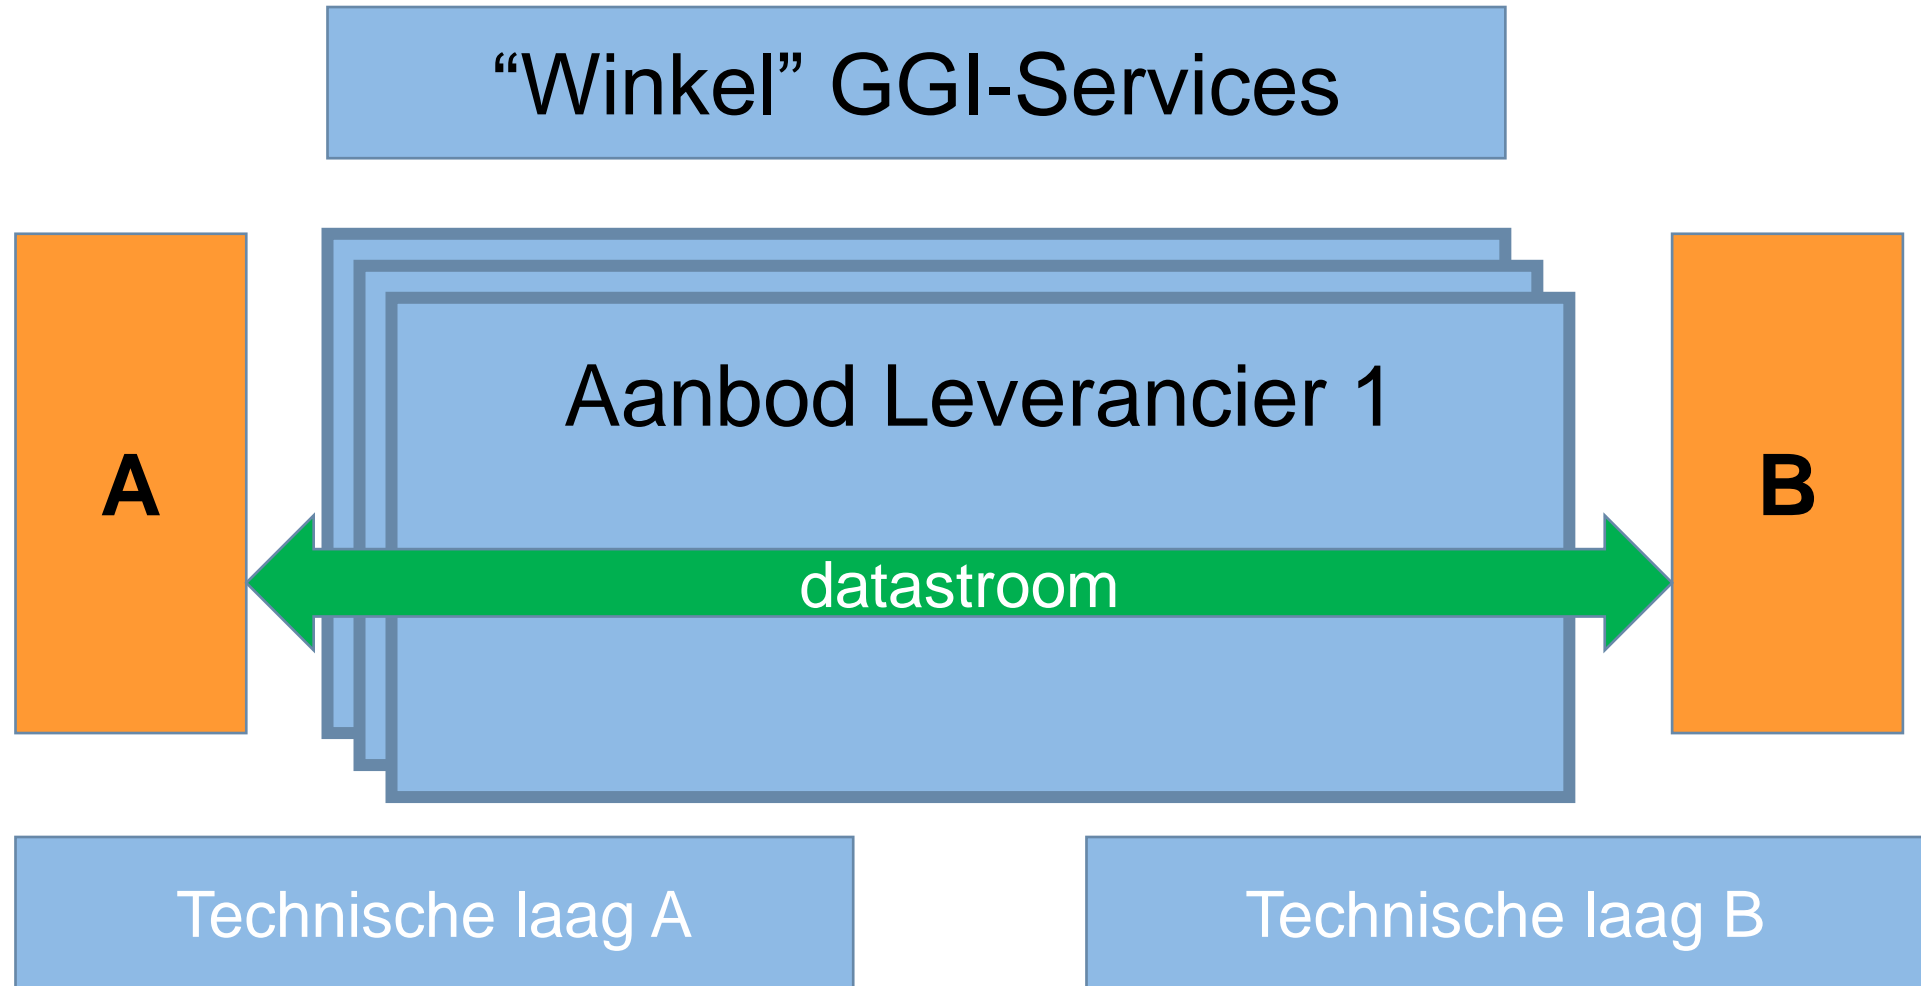 “Winkel” GGI-Services
Aanbod Leverancier 1
A
B
datastroom
Technische laag A
Technische laag B